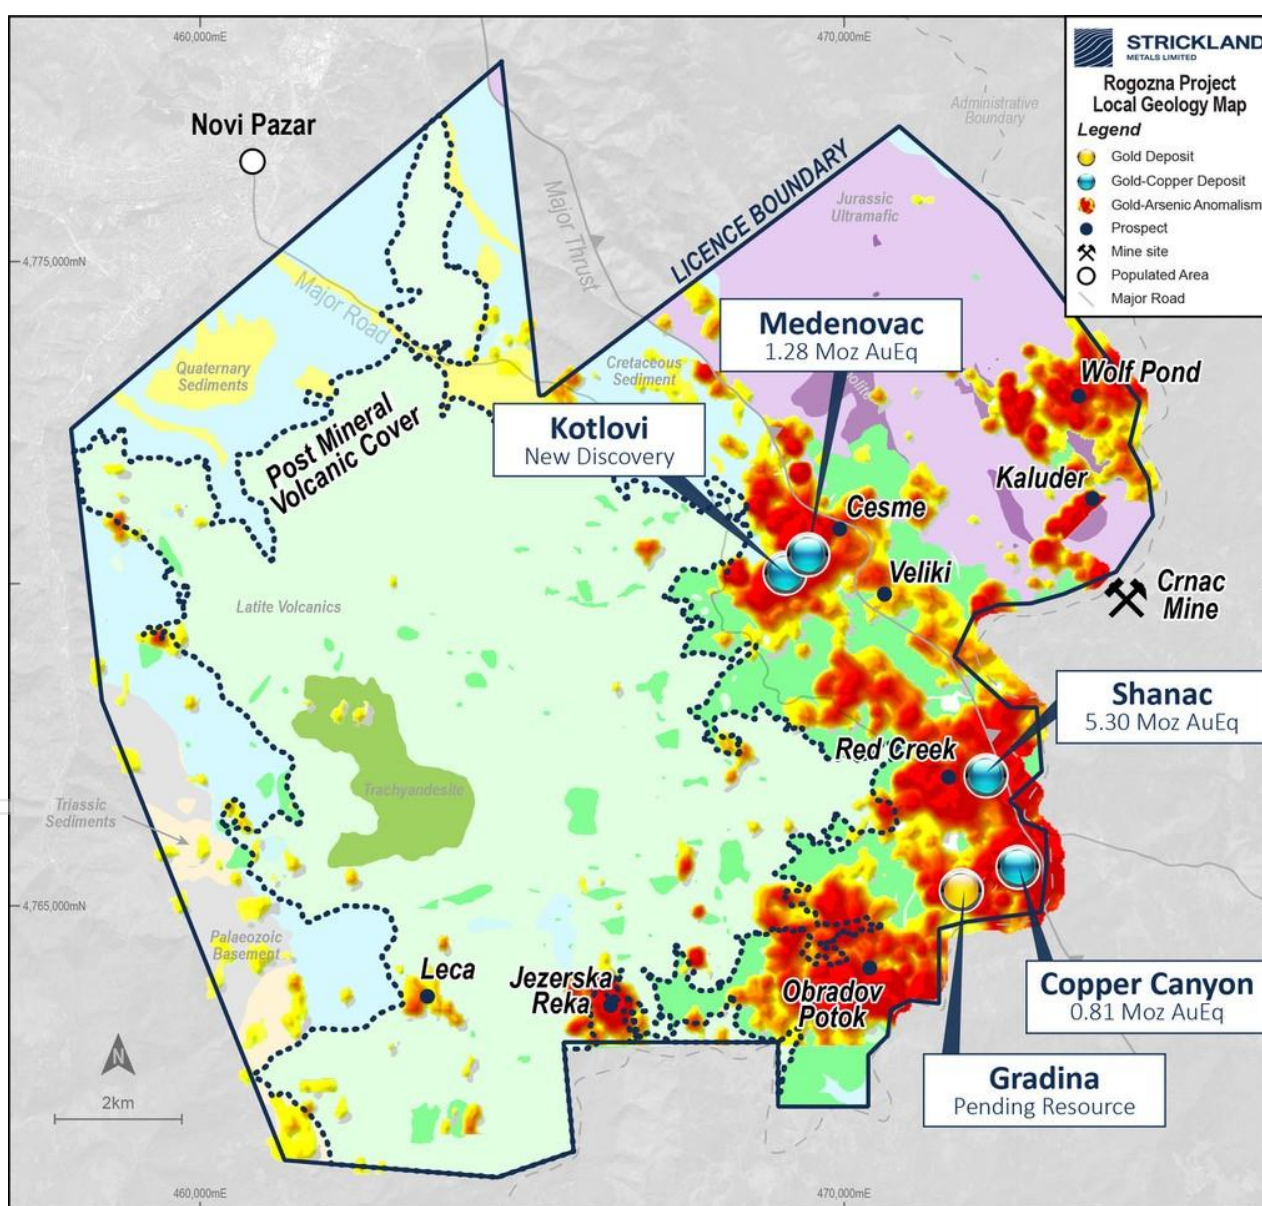 460,000mE
470,000mE
STRICKLAND
METALS LIMITED
Rogozna Project
Local Geology Map
Legend
Gold Deposit
Gold-Copper Deposit
Gold-Arsenic Anomalism
Prospect
Mine site
Populated Area
Major Road
Administrative
Boundary
Novi Pazar
LICENCE BOUNDARY
Jurassic
Ultramafic
Major Thrust
4,775,000mN
Major Road
Medenovac
1.28 Moz AuEq
Quaternary
Sediments
Cretaceous
Sediment
Wolf Pond
Post Mineral
Volcanic Cover
Kotlovi
New Discovery
Kaluder
Cesme
Veliki
Crnac
Mine
Latite Volcanics
Shanac
5.30 Moz AuEq
Red Creek
Trachyandesite
Triassic
Sediments
4,765,000mN
Palaeozoic
Basement
Leca
Jezerska
Reka
Obradov
Potok
Copper Canyon
0.81 Moz AuEq
Gradina
Pending Resource
N
2km
460,000mE
470,000mE